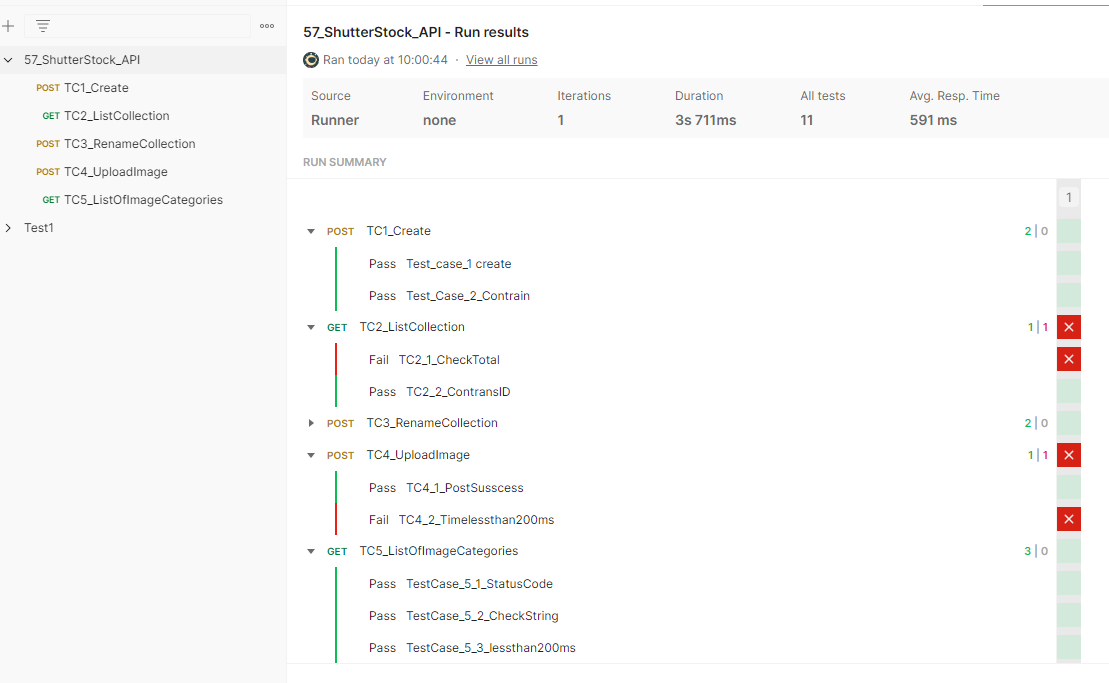 57_ShutterStock_API
POST TC1_Create
GET TC2_ListCollection
POST TC3_RenameCollection
POST TC4_UploadImage
GET TC5_ListOfImageCategories
Test1
57_ShutterStock_API - Run results
Ran today at 10:00:44 · View all runs
Source Environment Iterations Duration All tests Avg. Resp. Time
Runner none 1 3s 711ms 11 591 ms
RUN SUMMARY
1
POST TC1_Create 2 | 0
Pass Test_case_1 create
Pass Test_Case_2_Contrain
GET TC2_ListCollection 1 | 1
Fail TC2_1_CheckTotal
Pass TC2_2_ContransID
POST TC3_RenameCollection 2 | 0
POST TC4_UploadImage 1 | 1
Pass TC4_1_PostSusscess
Fail TC4_2_Timelessthan200ms
GET TC5_ListOfImageCategories 3 | 0
Pass TestCase_5_1_StatusCode
Pass TestCase_5_2_CheckString
Pass TestCase_5_3_lessthan200ms